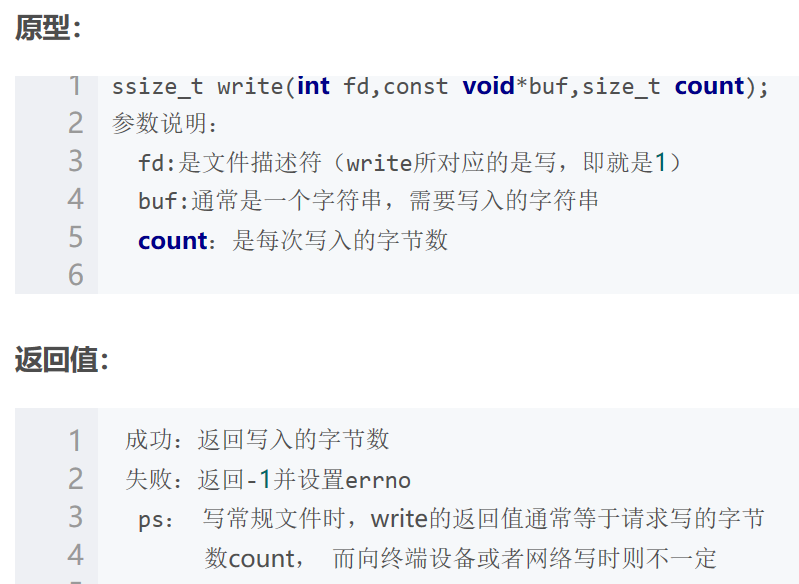 原型：
1 ssize_t write(int fd,const void*buf,size_t count);
2 参数说明：
3 fd:是文件描述符（write所对应的是写，即就是1）
4 buf:通常是一个字符串，需要写入的字符串
5 count：是每次写入的字节数
6
返回值：
1 成功：返回写入的字节数
2 失败：返回-1并设置errno
3 ps： 写常规文件时，write的返回值通常等于请求写的字节
4 数count， 而向终端设备或者网络写时则不一定